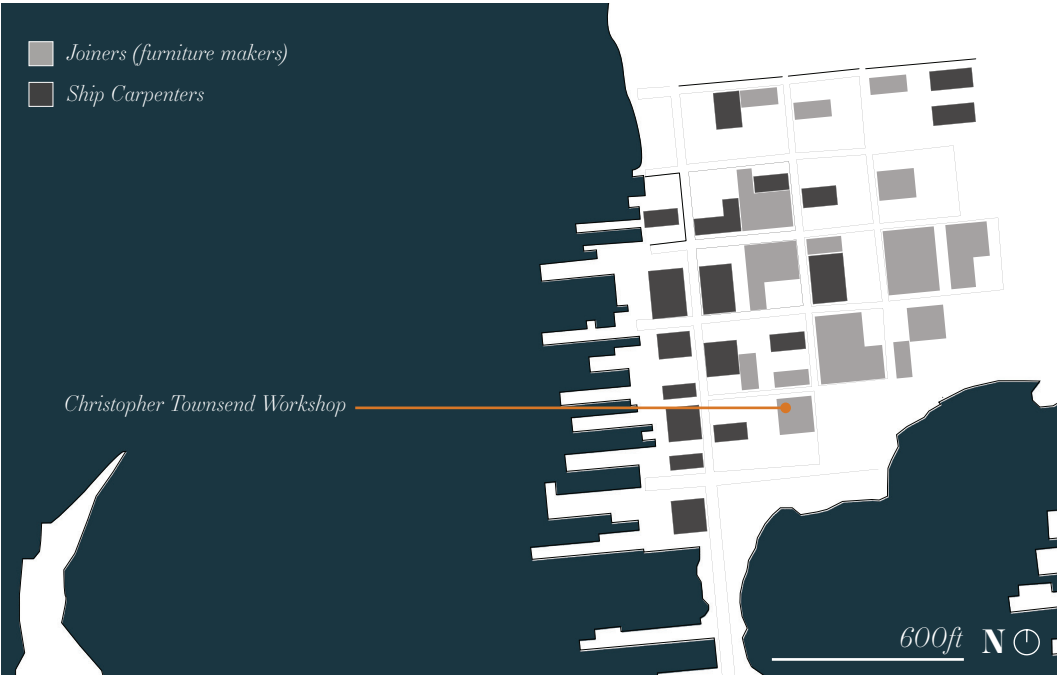 Joiners (furniture makers)
Ship Carpenters
Christopher Townsend Workshop
600ft N